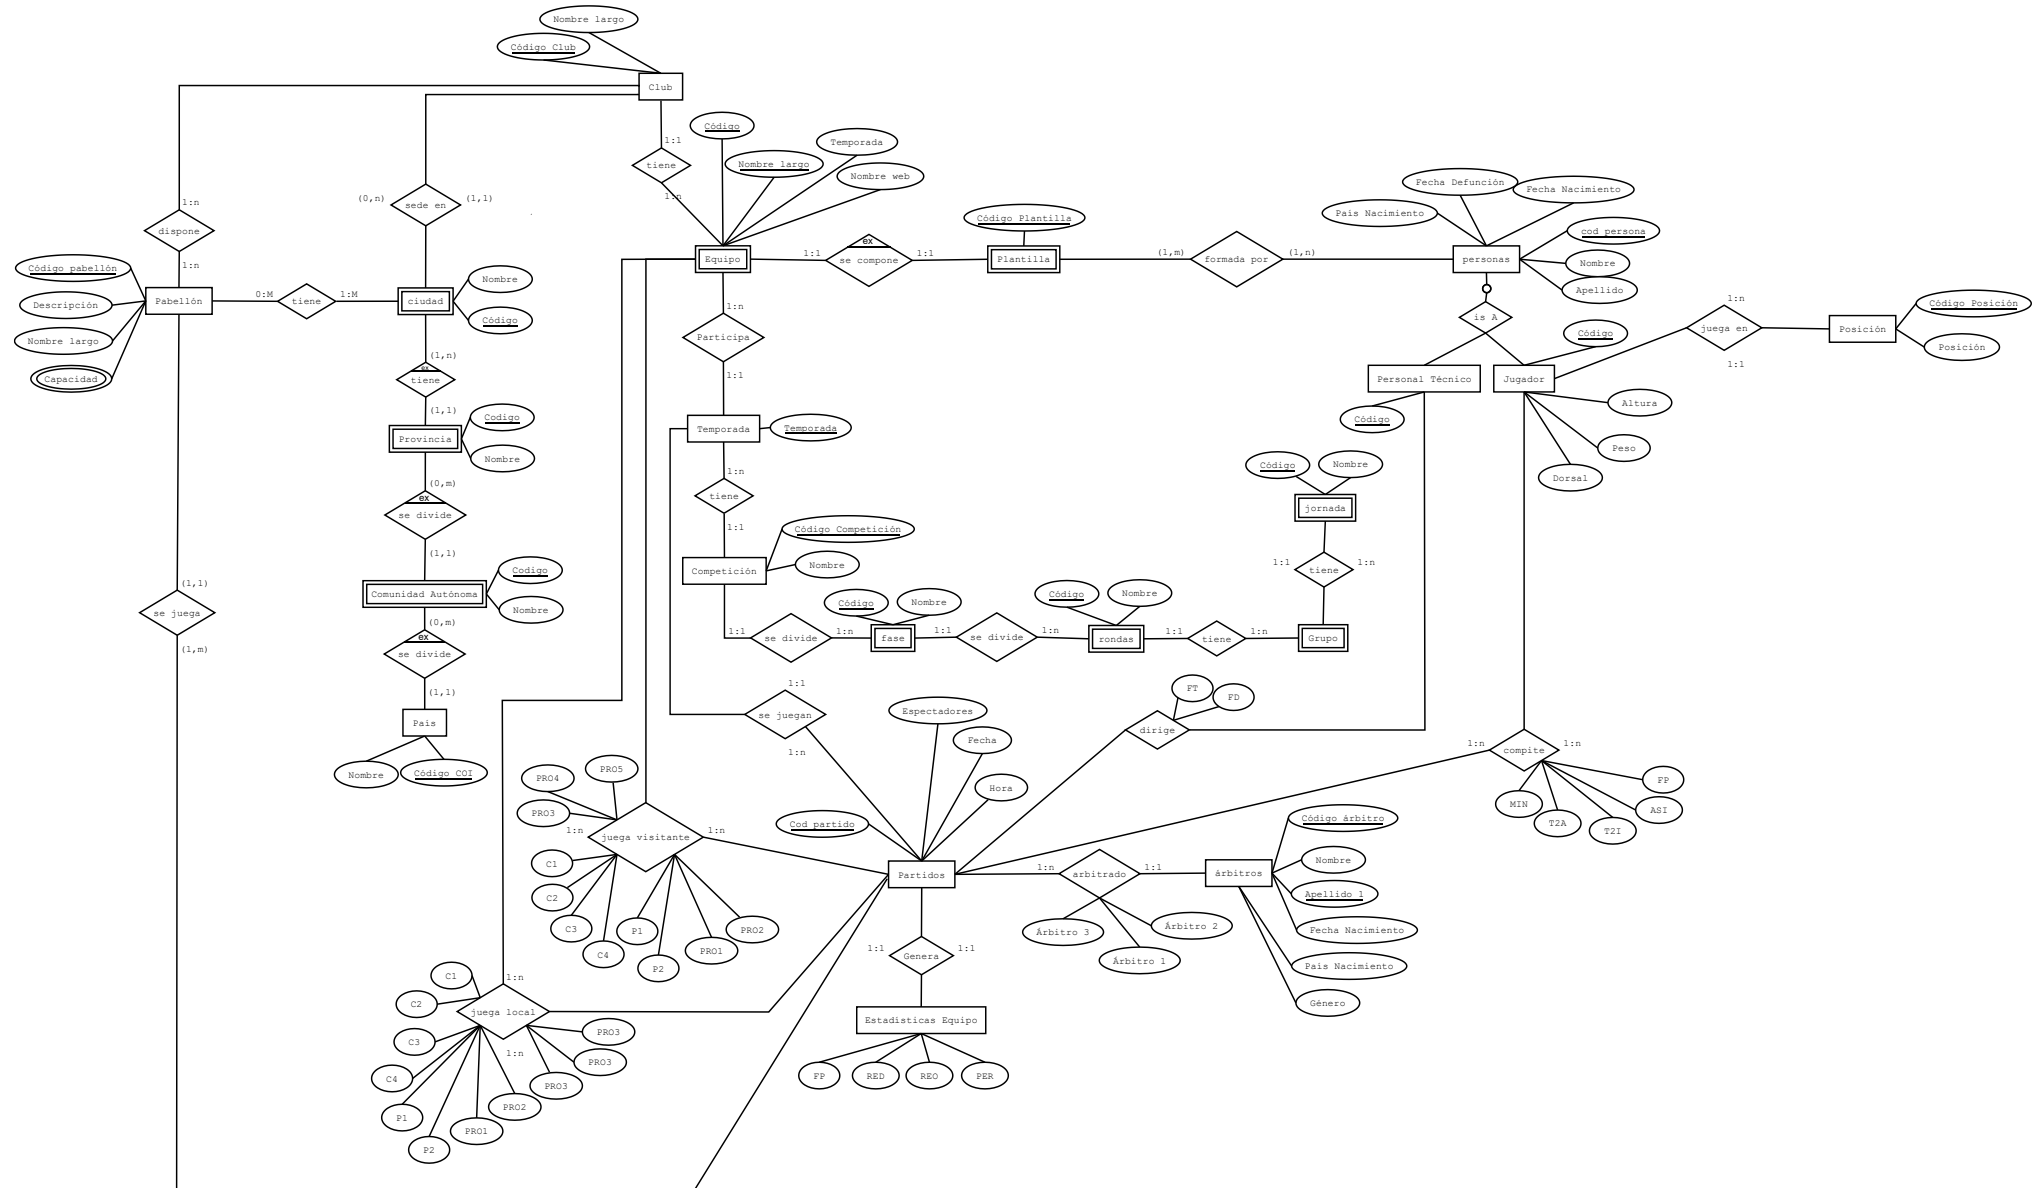 Nombre largo
Código Club
Club
1:1
tiene
1:n
Código
Nombre largo
Temporada
Nombre web
Equipo
1:n
dispone
1:n
(0,n)
sede en
(1,1)
Código pabellón
Descripción
Nombre largo
Capacidad
Pabellón
0:M
tiene
1:M
ciudad
Nombre
Código
(1,n)
ex
tiene
(1,1)
Provincia
Codigo
Nombre
(0,m)
ex
se divide
(1,1)
Comunidad Autónoma
Codigo
Nombre
(0,m)
ex
se divide
(1,1)
País
Nombre
Código COI
(1,1)
se juega
(1,m)
1:1
ex
se compone
1:1
Código Plantilla
Plantilla
(1,m)
formada por
(1,n)
Fecha Defunción
Fecha Nacimiento
País Nacimiento
cod persona
Nombre
Apellido
personas
is A
Personal Técnico
Código
Jugador
Código
Altura
Peso
Dorsal
1:n
juega en
1:1
Posición
Código Posición
Posición
1:n
Participa
1:1
Temporada
Temporada
1:n
tiene
1:1
Competición
Código Competición
Nombre
1:1
se divide
1:n
Código
Nombre
fase
1:1
se divide
1:n
Código
Nombre
rondas
1:1
tiene
1:n
Grupo
1:1
tiene
1:n
jornada
Código
Nombre
1:1
se juegan
1:n
Espectadores
Fecha
Hora
Cod partido
Partidos
FT
FD
dirige
1:n
compite
1:n
MIN
T2A
T2I
ASI
FP
PRO4
PRO5
PRO3
1:n
juega visitante
1:n
C1
C2
C3
C4
P1
P2
PRO1
PRO2
1:n
arbitrado
1:1
Árbitro 3
Árbitro 1
Árbitro 2
árbitros
Código árbitro
Nombre
Apellido 1
Fecha Nacimiento
País Nacimiento
Género
1:1
Genera
1:1
Estadísticas Equipo
FP
RED
REO
PER
1:n
juega local
1:n
C1
C2
C3
C4
P1
P2
PRO1
PRO2
PRO3
PRO3
PRO3